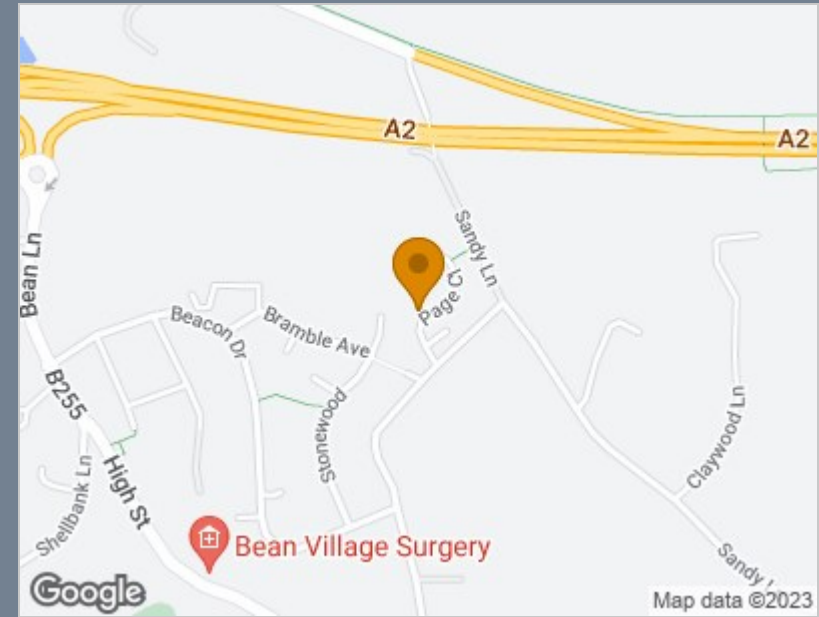 A2
A2
Sandy Ln
Bean Ln
Page Ct
Beacon Dr
Bramble Ave
B255
Stonewood
Claywood Ln
High St
Shellbank Ln
Bean Village Surgery
Sandy
Google
Map data ©2023